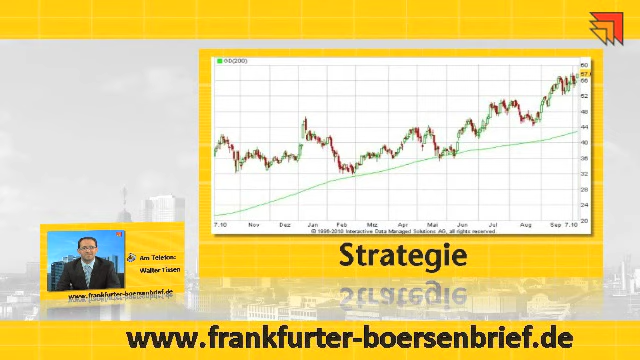 GD(200)
60
57,6
56
52
48
44
40
36
32
28
24
20
7.10 Nov Dez Jan Feb Mrz Apr Mai Jun Jul Aug Sep 7.10
© 1998-2010 Interactive Data Managed Solutions AG, all rights reserved.
Strategie
Am Telefon:
Walter Tissen
www.frankfurter-boersenbrief.de
www.frankfurter-boersenbrief.de